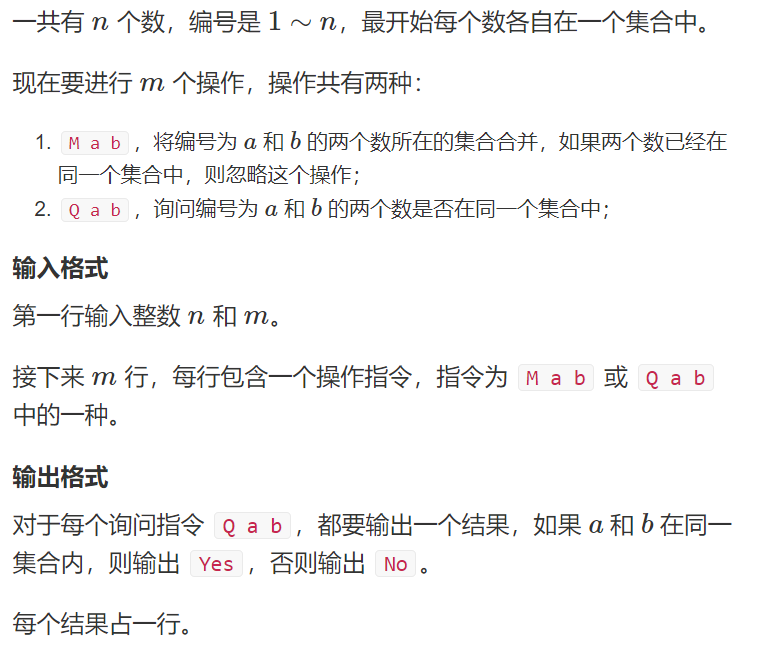 一共有 n 个数，编号是 1 ∼ n，最开始每个数各自在一个集合中。
现在要进行 m 个操作，操作共有两种：
1. M a b，将编号为 a 和 b 的两个数所在的集合合并，如果两个数已经在
同一个集合中，则忽略这个操作；
2. Q a b，询问编号为 a 和 b 的两个数是否在同一个集合中；
输入格式
第一行输入整数 n 和 m。
接下来 m 行，每行包含一个操作指令，指令为 M a b 或 Q a b
中的一种。
输出格式
对于每个询问指令 Q a b，都要输出一个结果，如果 a 和 b 在同一
集合内，则输出 Yes，否则输出 No。
每个结果占一行。